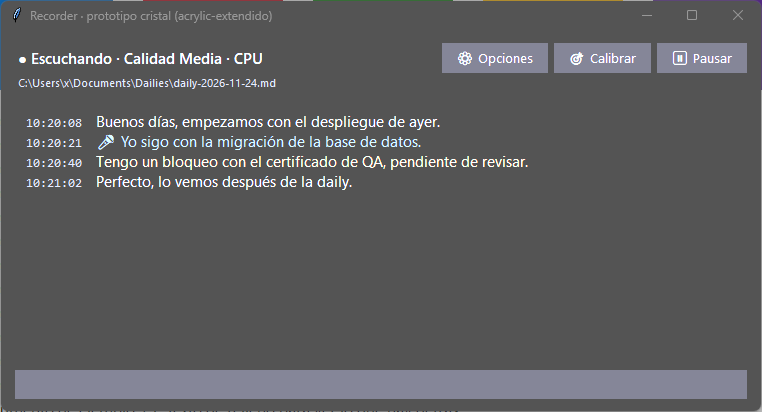 Recorder · prototipo cristal (acrylic-extendido)
● Escuchando · Calidad Media · CPU
Opciones
Calibrar
Pausar
C:\Users\x\Documents\Dailies\daily-2026-11-24.md
10:20:08 Buenos días, empezamos con el despliegue de ayer.
10:20:21 🎤 Yo sigo con la migración de la base de datos.
10:20:40 Tengo un bloqueo con el certificado de QA, pendiente de revisar.
10:21:02 Perfecto, lo vemos después de la daily.